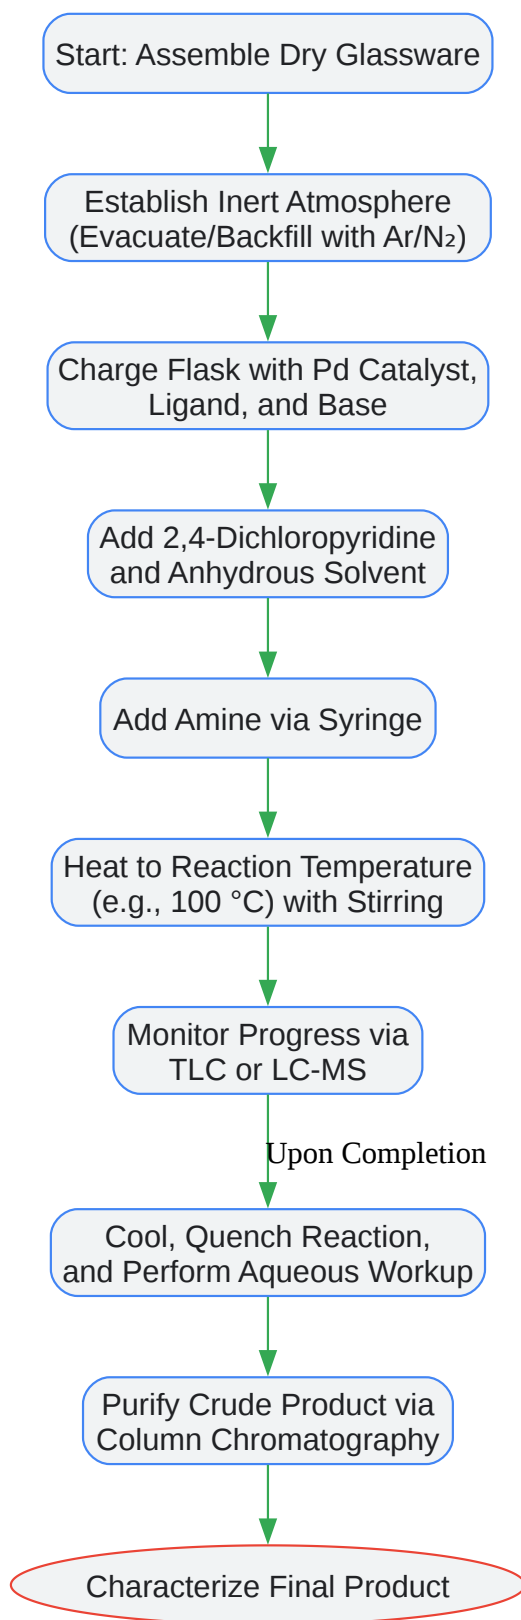 Start: Assemble Dry Glassware
Establish Inert Atmosphere
(Evacuate/Backfill with Ar/N₂)
Charge Flask with Pd Catalyst,
Ligand, and Base
Add 2,4-Dichloropyridine
and Anhydrous Solvent
Add Amine via Syringe
Heat to Reaction Temperature
(e.g., 100 °C) with Stirring
Monitor Progress via
TLC or LC-MS
Upon Completion
Cool, Quench Reaction,
and Perform Aqueous Workup
Purify Crude Product via
Column Chromatography
Characterize Final Product